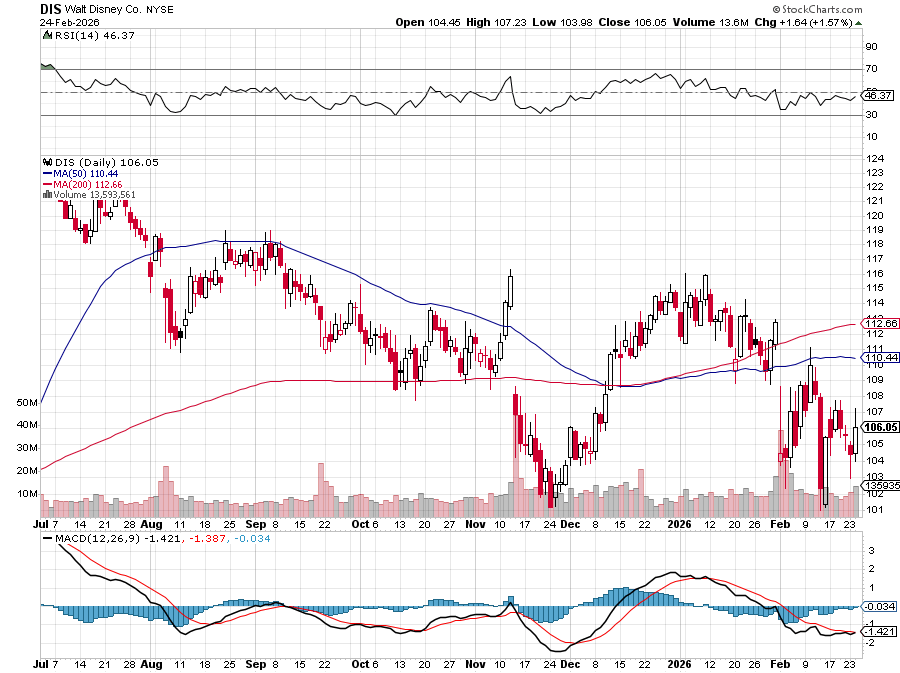 DIS Walt Disney Co. NYSE © StockCharts.com
24-Feb-2026 Open 104.45 High 107.23 Low 103.98 Close 106.05 Volume 13.6M Chg +1.64 (+1.57%)
RSI(14) 46.37
90
70
50
46.37
30
10
DIS (Daily) 106.05
MA(50) 110.44
MA(200) 112.66
Volume 13,593,561
124
123
122
121
120
119
118
117
116
115
114
113
112.66
112
111
110.44
110
109
108
107
106.05
105
104
103
135935
102
101
50M
40M
30M
20M
10M
Jul 7 14 21 28 Aug 11 18 25 Sep 8 15 22 Oct 6 13 20 27 Nov 10 17 24 Dec 8 15 22 2026 12 20 26 Feb 9 17 23
MACD(12,26,9) -1.421, -1.387, -0.034
3
2
1
-0.034
-1
-1.421
-2
Jul 7 14 21 28 Aug 11 18 25 Sep 8 15 22 Oct 6 13 20 27 Nov 10 17 24 Dec 8 15 22 2026 12 20 26 Feb 9 17 23